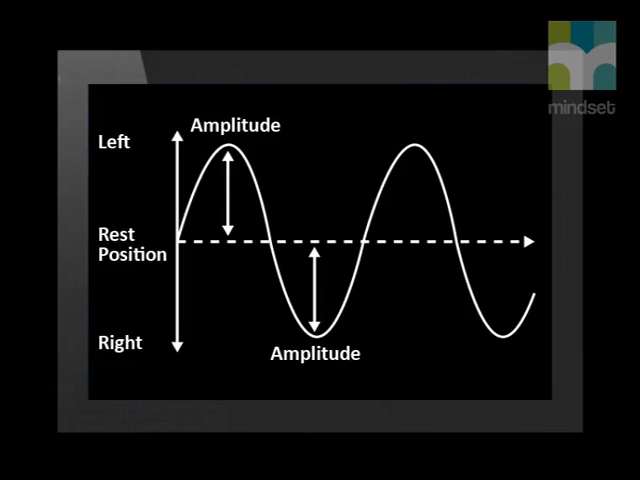 mindset
Amplitude
Left
Rest
Position
Right
Amplitude